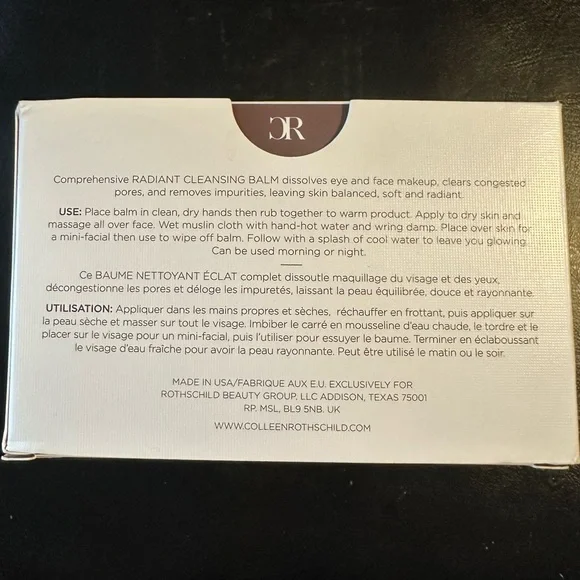 CR
Comprehensive RADIANT CLEANSING BALM dissolves eye and face makeup, clears congested
pores, and removes impurities, leaving skin balanced, soft and radiant.
USE: Place balm in clean, dry hands then rub together to warm product. Apply to dry skin and
massage all over face. Wet muslin cloth with hand-hot water and wring damp. Place over skin for
a mini-facial then use to wipe off balm. Follow with a splash of cool water to leave you glowing.
Can be used morning or night.
Ce BAUME NETTOYANT ÉCLAT complet dissoutle maquillage du visage et des yeux,
décongestionne les pores et déloge les impuretés, laissant la peau équilibrée, douce et rayonnante.
UTILISATION: Appliquer dans les mains propres et sèches, réchauffer en frottant, puis appliquer sur
la peau sèche et masser sur tout le visage. Imbiber le carré en mousseline d'eau chaude, le tordre et le
placer sur le visage pour un mini-facial, puis l'utiliser pour essuyer le baume. Terminer en éclaboussant
le visage d'eau fraîche pour avoir la peau rayonnante. Peut être utilisé le matin ou le soir.
MADE IN USA/FABRIQUE AUX E.U. EXCLUSIVELY FOR
ROTHSCHILD BEAUTY GROUP, LLC ADDISON, TEXAS 75001
RP. MSL, BL9 5NB. UK
WWW.COLLEENROTHSCHILD.COM